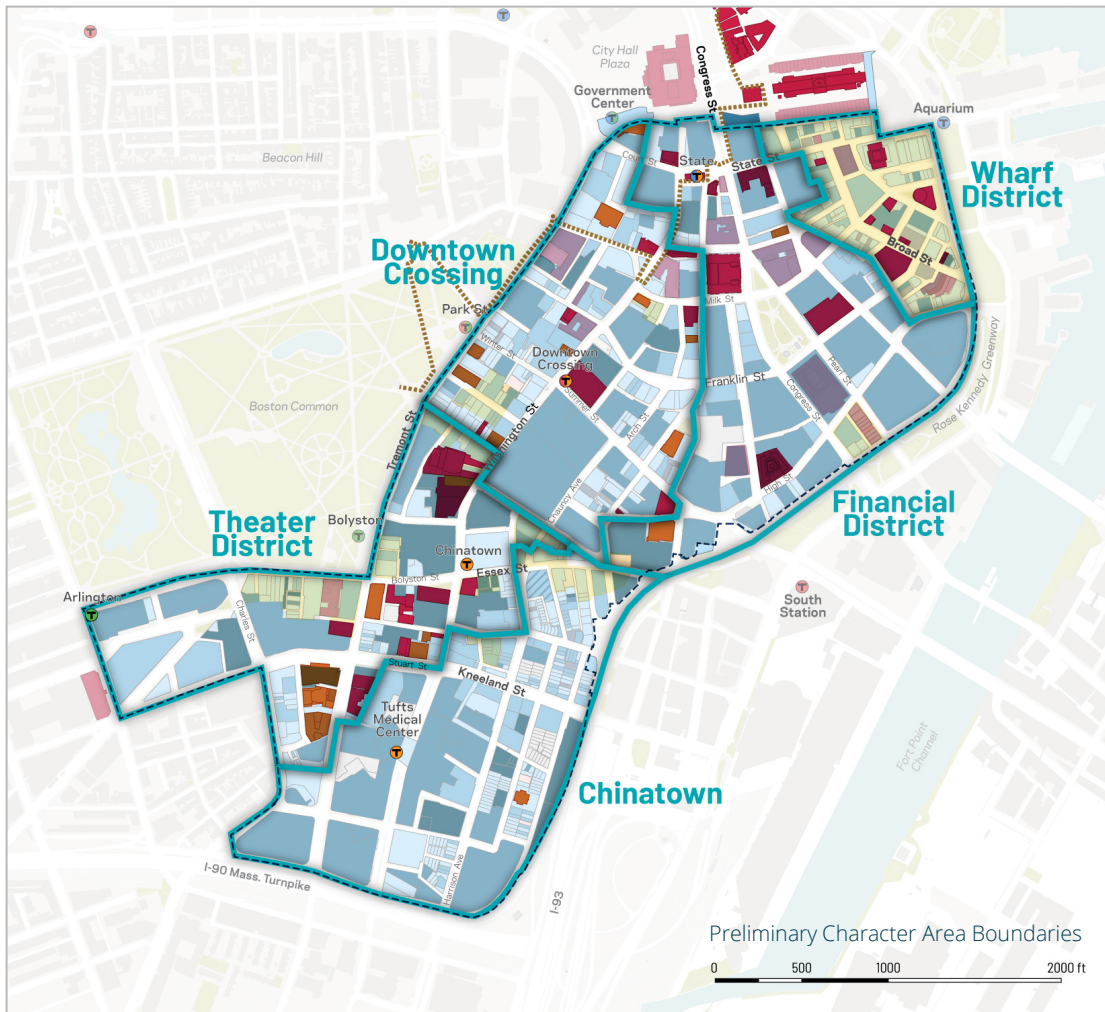 City Hall
Plaza
Congress St
Government
Center
Aquarium
Beacon Hill
Court St
State
State St
Wharf
District
Downtown
Crossing
Broad St
Park St
Milk St
Winter St
Downtown
Crossing
Franklin St
Pearl St
Congress St
Summer St
Rose Kennedy Greenway
Boston Common
Tremont St
Washington St
Arch St
Chauncy Ave
High St
Financial
District
Theater
District
Bolyston
Chinatown
Essex St
Bolyston St
South
Station
Arlington
Charles St
Stuart St
Kneeland St
Tufts
Medical
Center
Fort Point
Channel
Chinatown
I-90 Mass. Turnpike
Harrison Ave
I-93
Preliminary Character Area Boundaries
0 500 1000 2000 ft
T
T
T
T
T
T
T
T
T
T
T